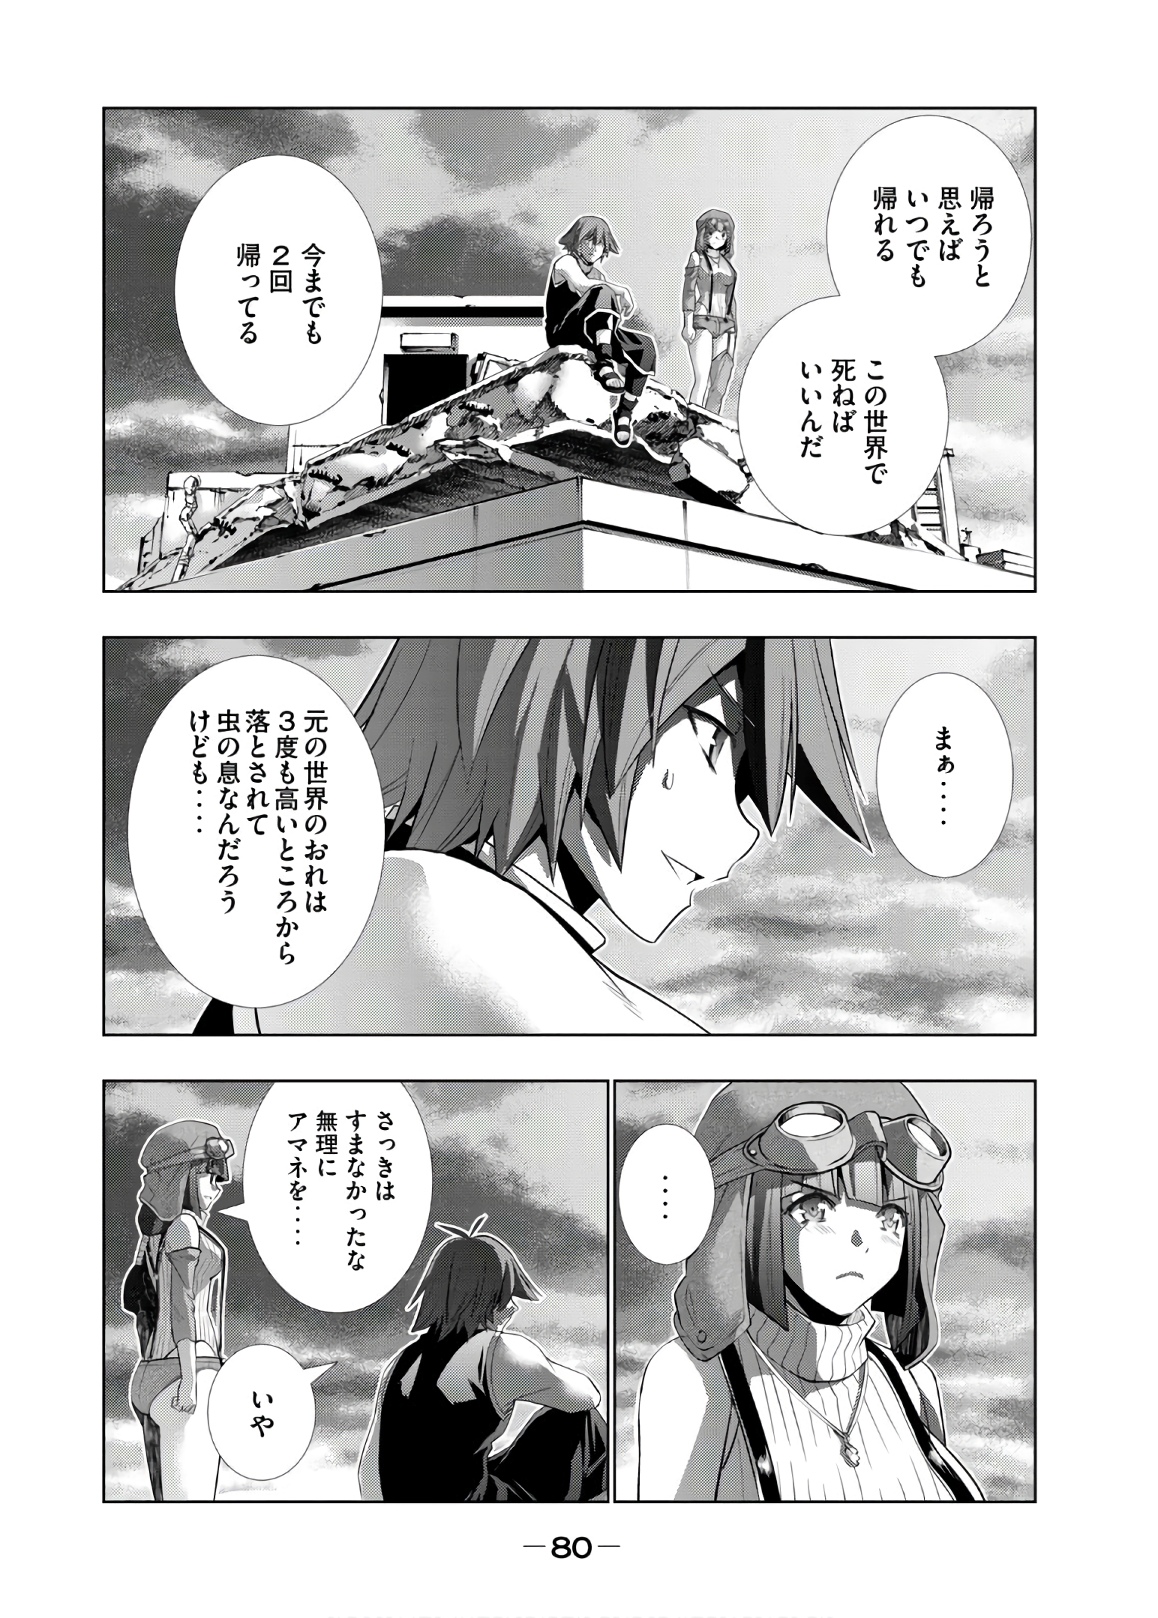 帰ろうと
思えば
いつでも
帰れる
この世界で
死ねば
いいんだ
今までも
2回
帰ってる
まぁ‥‥
元の世界のおれは
3度も高いところから
落とされて
虫の息なんだろう
けども‥‥
‥‥
さっきは
すまなかったな
無理に
アマネを‥‥
いや
—80—